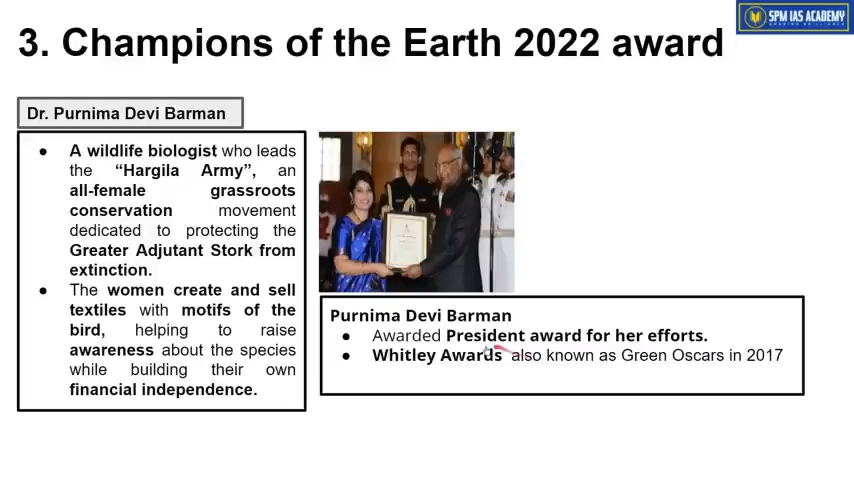 SPM IAS ACADEMY
3. Champions of the Earth 2022 award
Dr. Purnima Devi Barman
● A wildlife biologist who leads
the “Hargila Army”, an
all-female grassroots
conservation movement
dedicated to protecting the
Greater Adjutant Stork from
extinction.
● The women create and sell
textiles with motifs of the
bird, helping to raise
awareness about the species
while building their own
financial independence.
Purnima Devi Barman
● Awarded President award for her efforts.
● Whitley Awards also known as Green Oscars in 2017